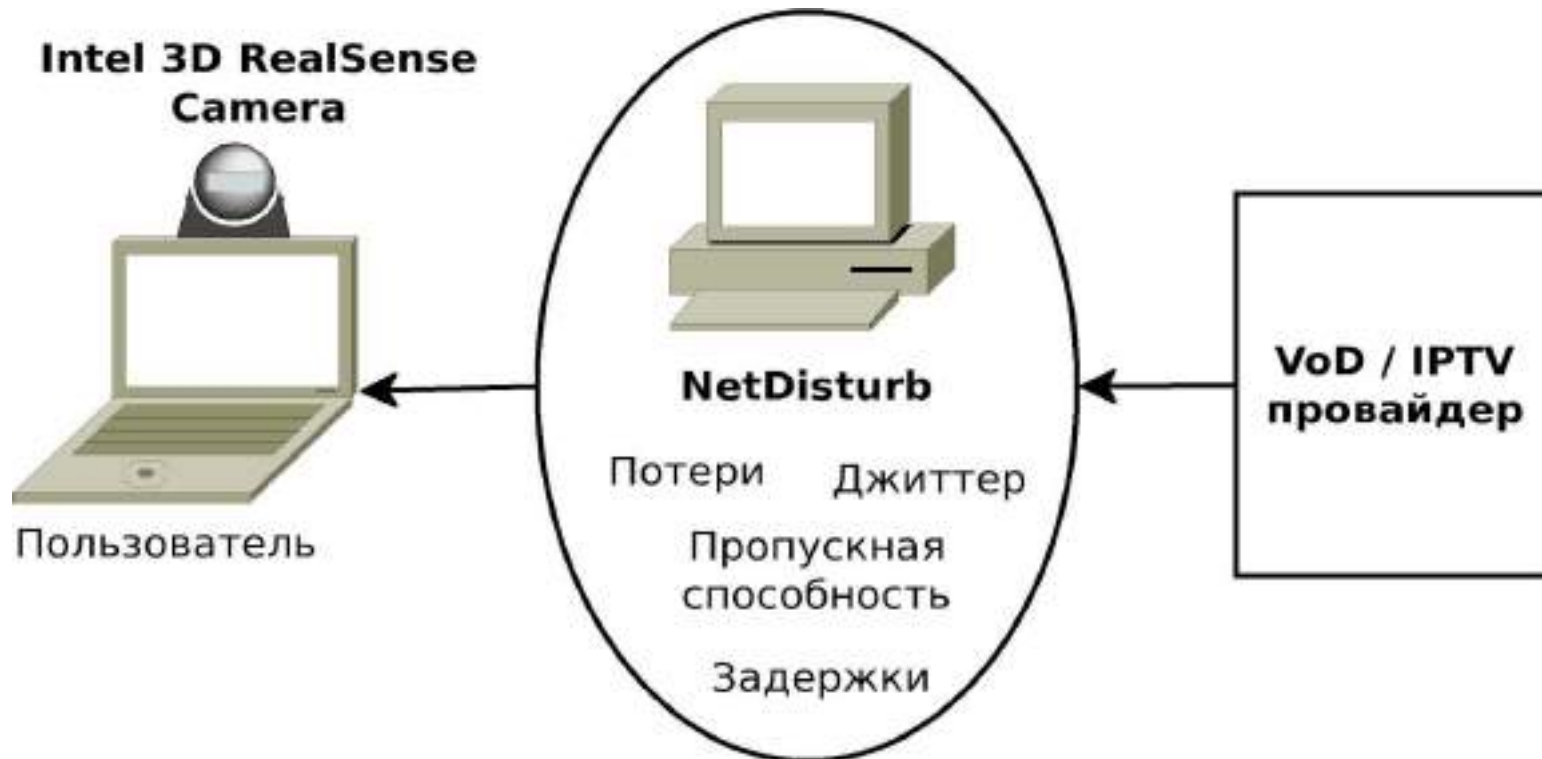 Intel 3D RealSense
Camera
Пользователь
NetDisturb
Потери
Джиттер
Пропускная
способность
Задержки
VoD / IPTV
провайдер